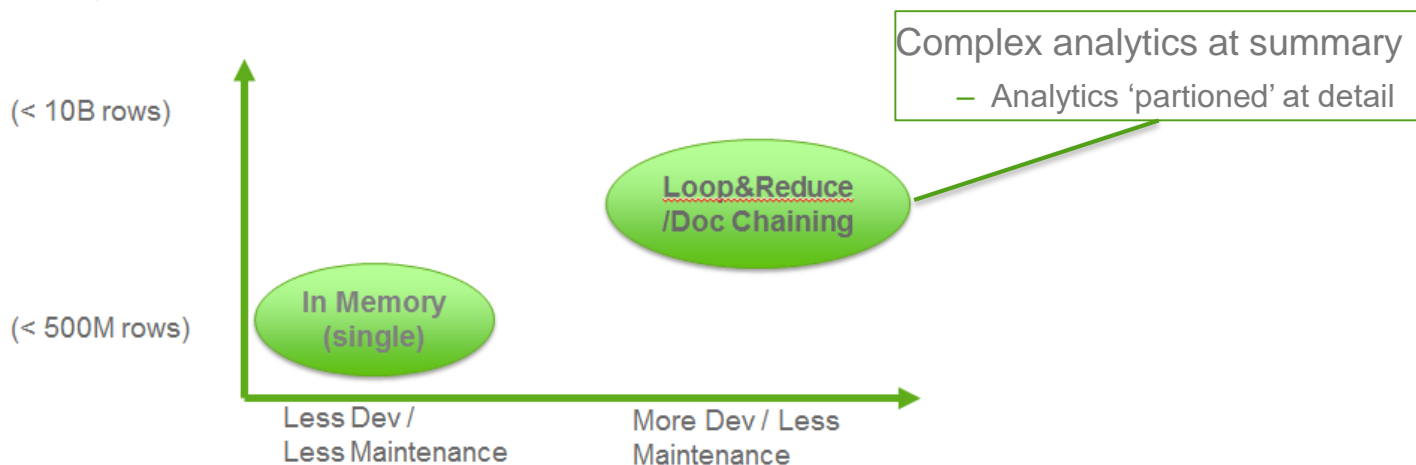 Complex analytics at summary
– Analytics ‘partioned’ at detail
(< 10B rows)
Loop&Reduce
/Doc Chaining
In Memory
(single)
(< 500M rows)
Less Dev /
Less Maintenance
More Dev / Less
Maintenance